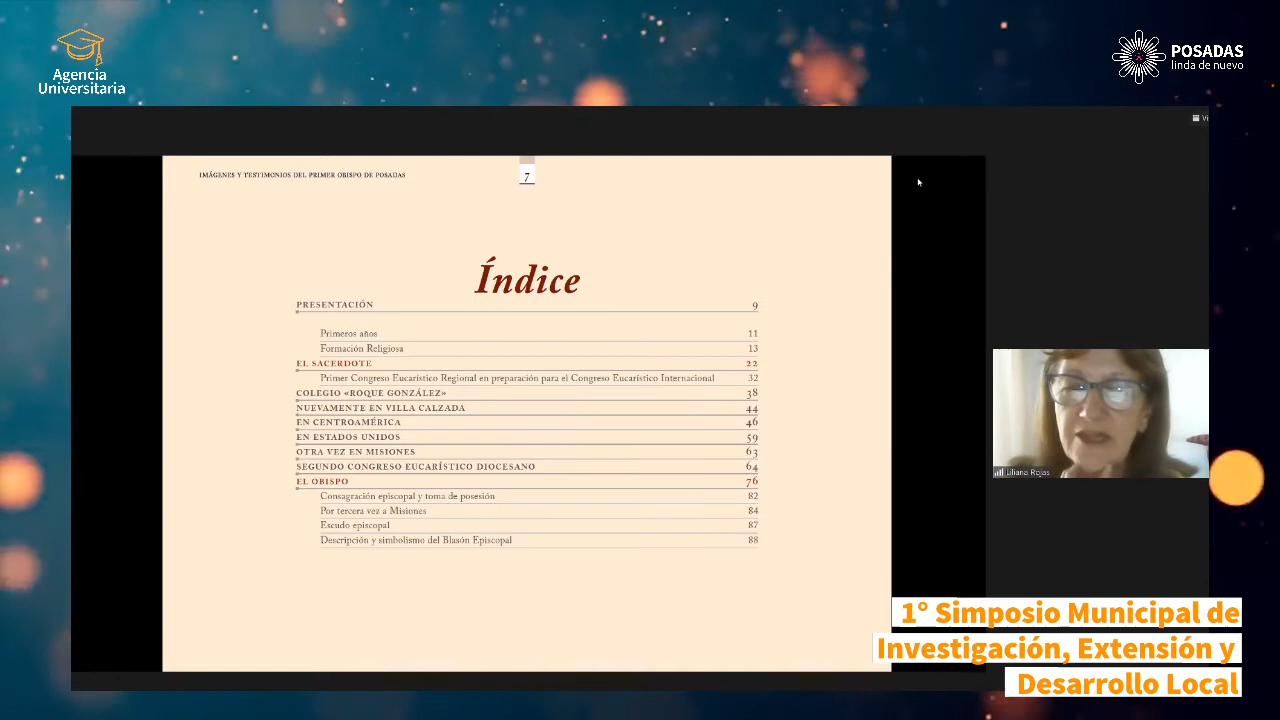 Agencia
Universitaria
POSADAS
linda de nuevo
IMÁGENES Y TESTIMONIOS DEL PRIMER OBISPO DE POSADAS
7
Índice
PRESENTACIÓN 9
Primeros años 11
Formación Religiosa 13
EL SACERDOTE 22
Primer Congreso Eucarístico Regional en preparación para el Congreso Eucarístico Internacional 32
COLEGIO «ROQUE GONZÁLEZ» 38
NUEVAMENTE EN VILLA CALZADA 44
EN CENTROAMÉRICA 46
EN ESTADOS UNIDOS 59
OTRA VEZ EN MISIONES 63
SEGUNDO CONGRESO EUCARÍSTICO DIOCESANO 64
EL OBISPO 76
Consagración episcopal y toma de posesión 82
Por tercera vez a Misiones 84
Escudo episcopal 87
Descripción y simbolismo del Blasón Episcopal 88
Liliana Rojas
1° Simposio Municipal de
Investigación, Extensión y
Desarrollo Local